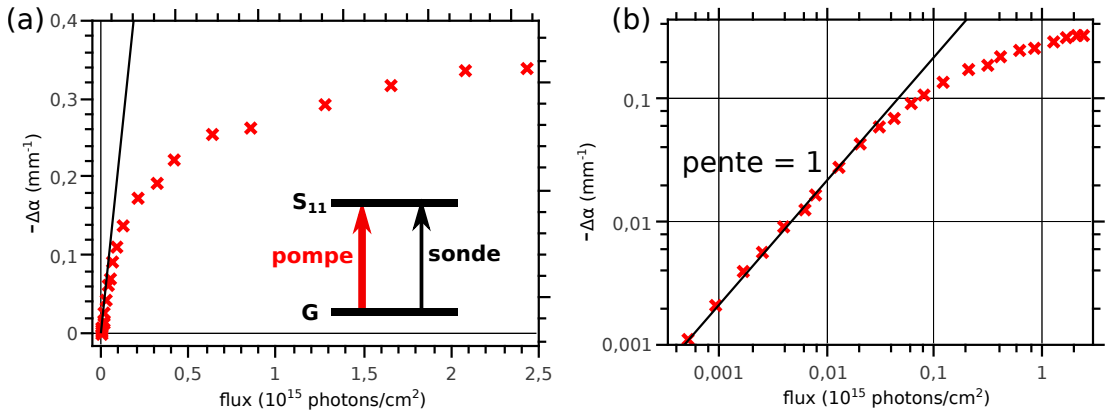 (a)
0,4
0,3
0,2
0,1
0
-Δα (mm⁻¹)
S₁₁
pompe
sonde
G
0 0,5 1 1,5 2 2,5
flux (10¹⁵ photons/cm²)
(b)
0,1
0,01
0,001
-Δα (mm⁻¹)
pente = 1
0,001 0,01 0,1 1
flux (10¹⁵ photons/cm²)